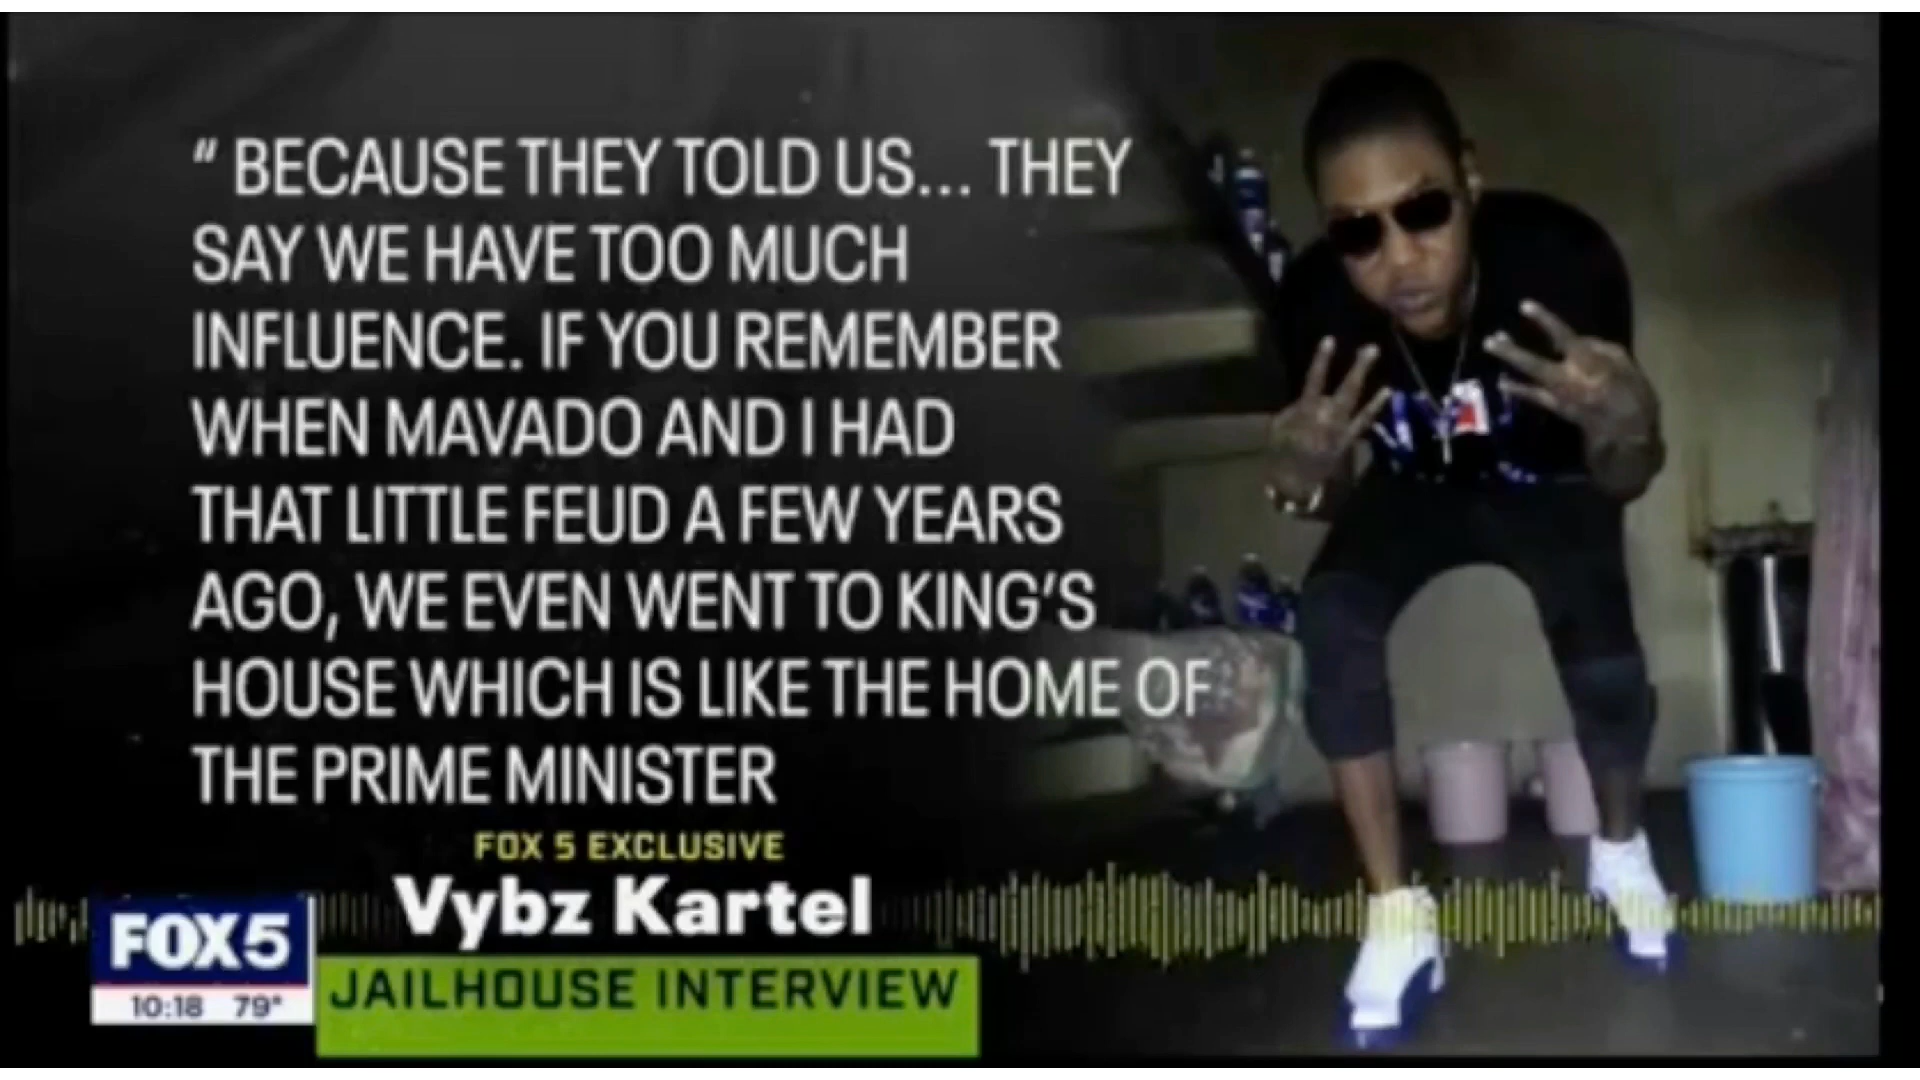 “ BECAUSE THEY TOLD US... THEY
SAY WE HAVE TOO MUCH
INFLUENCE. IF YOU REMEMBER
WHEN MAVADO AND I HAD
THAT LITTLE FEUD A FEW YEARS
AGO, WE EVEN WENT TO KING’S
HOUSE WHICH IS LIKE THE HOME OF
THE PRIME MINISTER
FOX 5 EXCLUSIVE
Vybz Kartel
FOX 5
10:18 79°
JAILHOUSE INTERVIEW